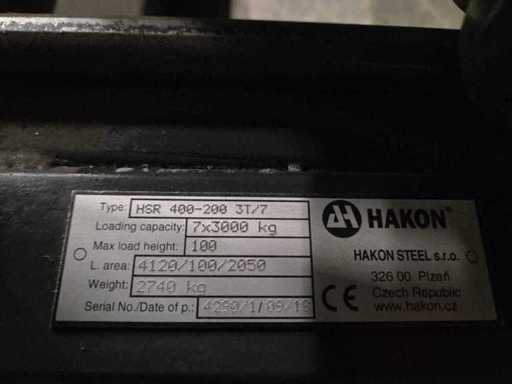 Type: HSR 400-200 3T/7
Loading capacity: 7x3000 kg
Max load height: 100
L. area: 4120/100/2050
Weight: 2740 kg
Serial No./Date of p.:
HAKON®
HAKON STEEL s.r.o.
326 00 Plzeň
Czech Republic
www.hakon.cz
CE